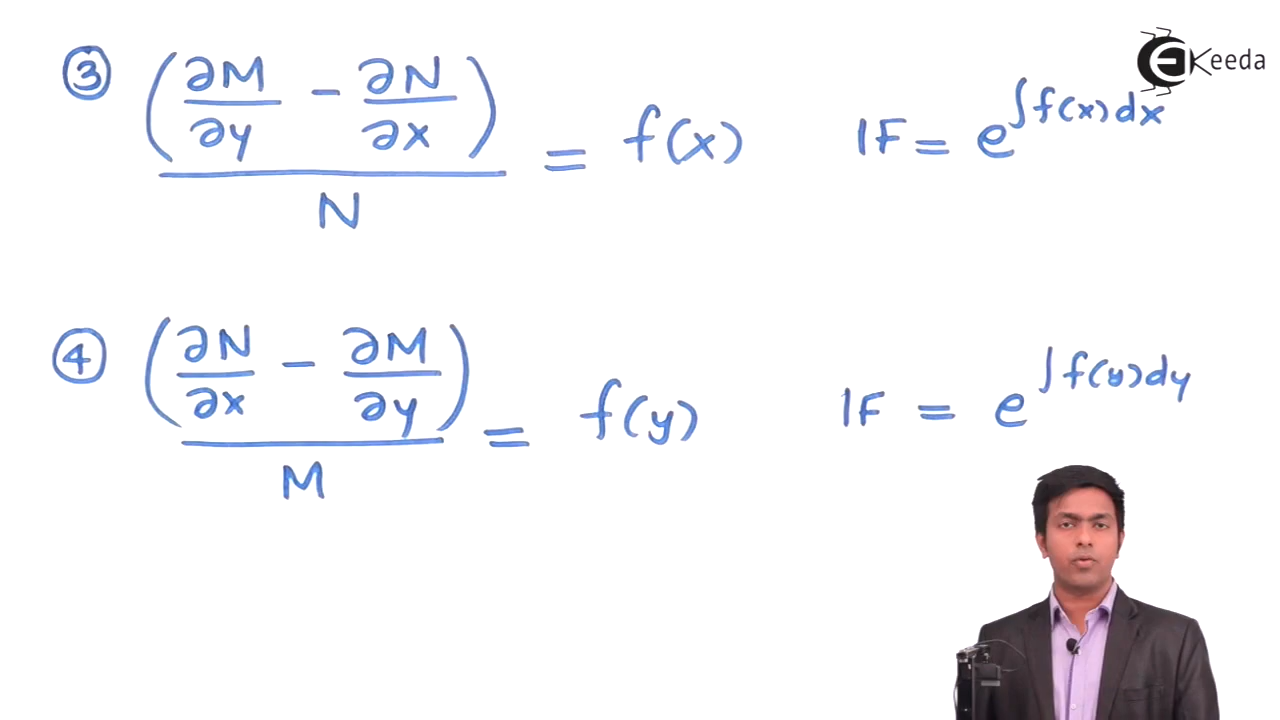 Keeda
③ (∂M/∂y - ∂N/∂x) / N = f(x) IF = e^∫f(x)dx
④ (∂N/∂x - ∂M/∂y) / M = f(y) IF = e^∫f(y)dy